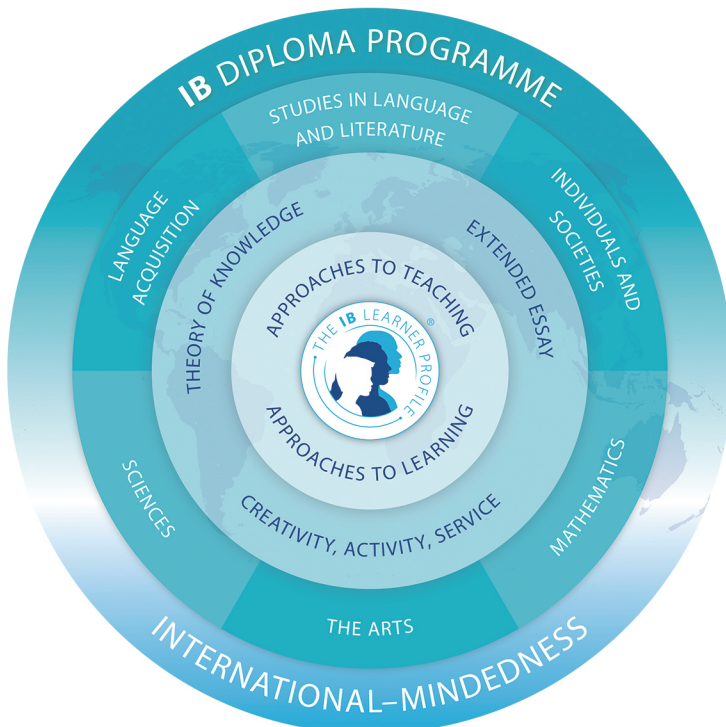 IB DIPLOMA PROGRAMME
STUDIES IN LANGUAGE
AND LITERATURE
LANGUAGE
ACQUISITION
INDIVIDUALS AND
SOCIETIES
THEORY OF KNOWLEDGE
EXTENDED ESSAY
APPROACHES TO TEACHING
THE IB LEARNER PROFILE ®
APPROACHES TO LEARNING
SCIENCES
MATHEMATICS
CREATIVITY, ACTIVITY, SERVICE
THE ARTS
INTERNATIONAL–MINDEDNESS